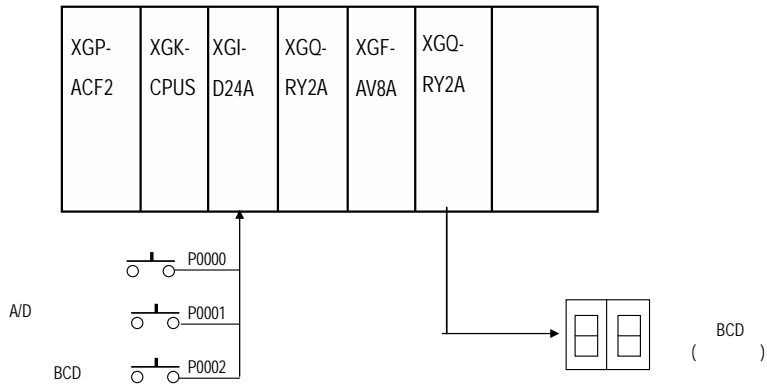 XGP-
ACF2
XGK-
CPUS
XGI-
D24A
XGQ-
RY2A
XGF-
AV8A
XGQ-
RY2A
P0000
A/D
P0001
BCD
P0002
BCD
( )